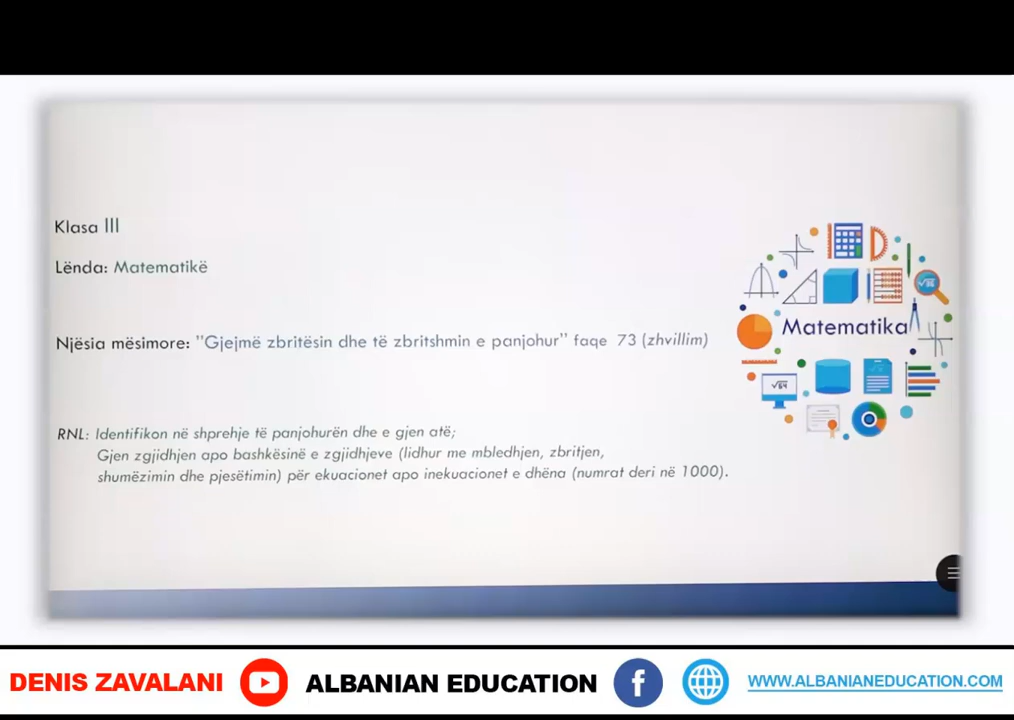 Klasa III
Lënda: Matematikë
Njësia mësimore: "Gjejmë zbritësin dhe të zbritshmin e panjohur" faqe 73 (zhvillim)
RNL: Identifikon në shprehje të panjohurën dhe e gjen atë;
Gjen zgjidhjen apo bashkësinë e zgjidhjeve (lidhur me mbledhjen, zbritjen,
shumëzimin dhe pjesëtimin) për ekuacionet apo inekuacionet e dhëna (numrat deri në 1000).
Matematika
√64
DENIS ZAVALANI
ALBANIAN EDUCATION
WWW.ALBANIANEDUCATION.COM